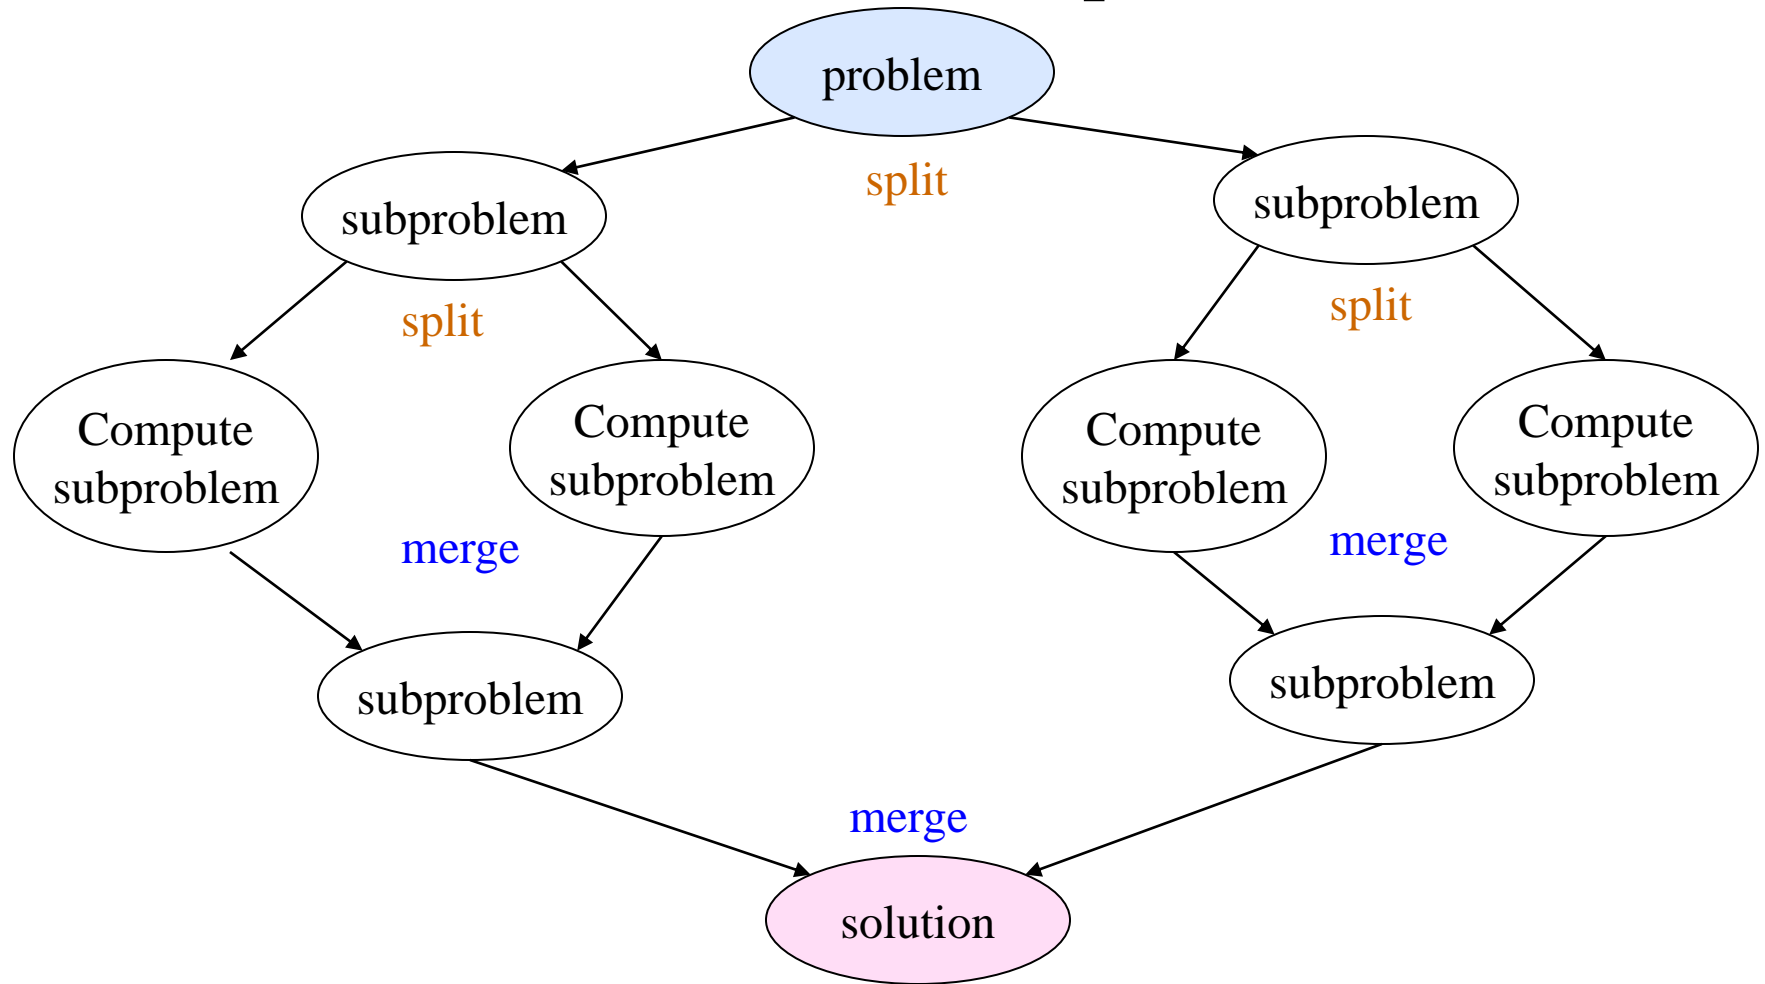 problem
split
subproblem
subproblem
split
split
Compute
subproblem
Compute
subproblem
Compute
subproblem
Compute
subproblem
merge
merge
subproblem
subproblem
merge
solution